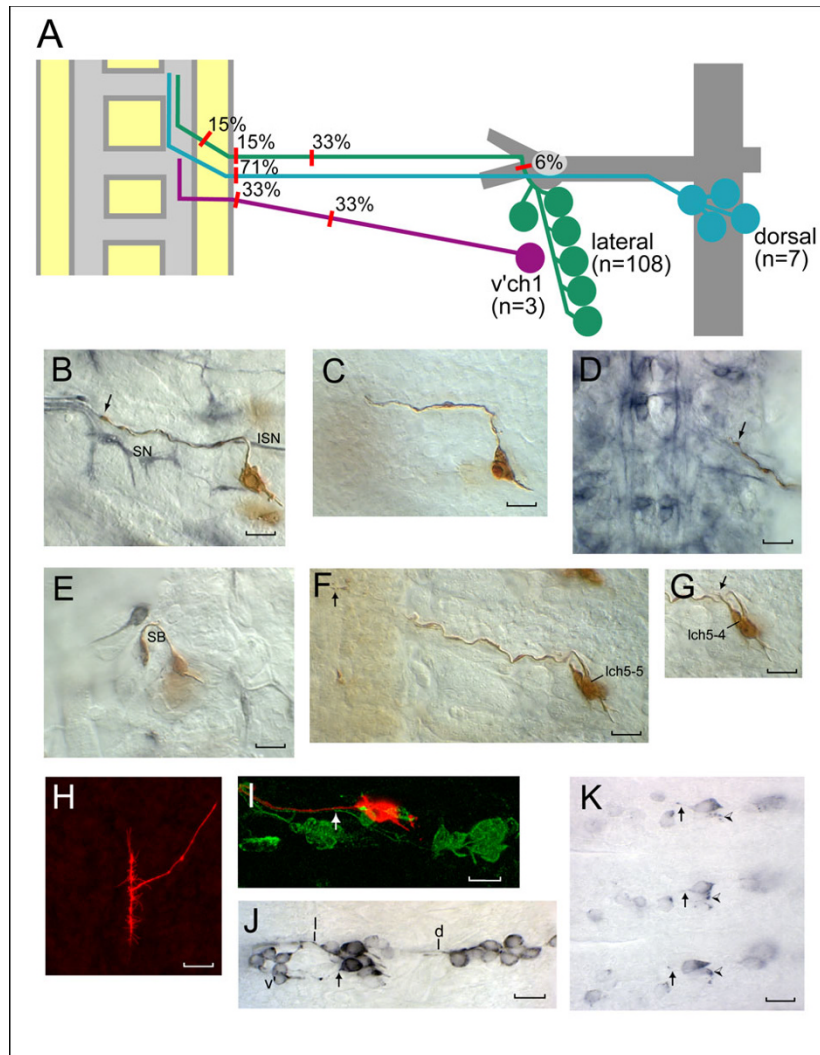 A
15%
15%
33%
6%
71%
33%
33%
lateral
(n=108)
dorsal
(n=7)
v'ch1
(n=3)
B
SN
ISN
C
D
E
SB
F
lch5-5
G
lch5-4
H
I
J
l
d
v
K